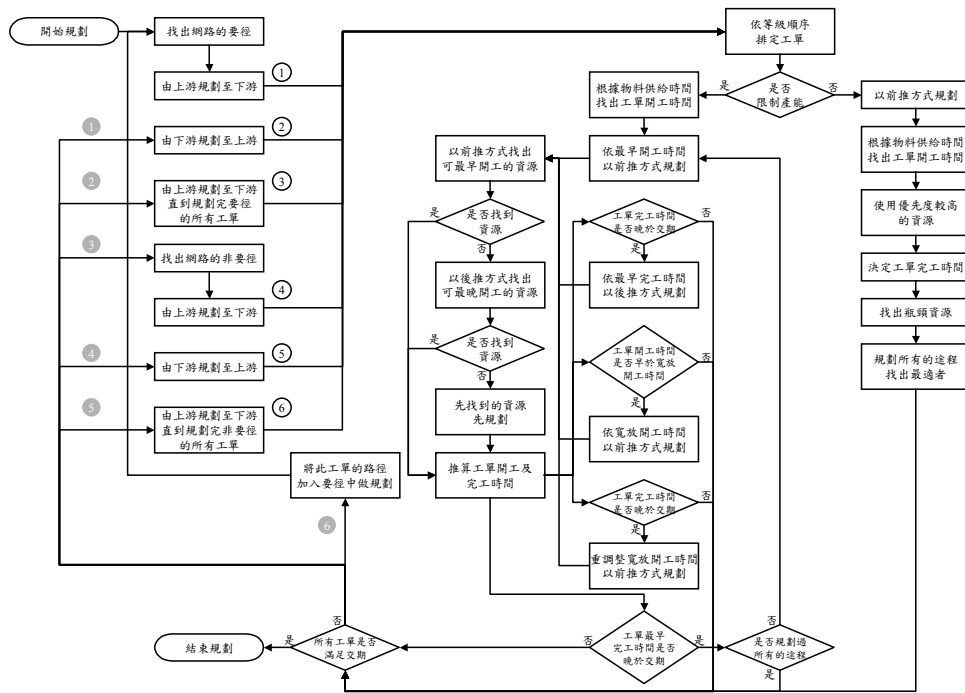 開始規劃
找出網路的要徑
由上游規劃至下游
1
1
由下游規劃至上游
2
2
由上游規劃至下游
直到規劃完要徑
的所有工單
3
3
找出網路的非要徑
由上游規劃至下游
4
4
由下游規劃至上游
5
5
由上游規劃至下游
直到規劃完非要徑
的所有工單
6
將此工單的路徑
加入要徑中做規劃
6
否
所有工單是否
滿足交期
是
結束規劃
以前推方式找出
可最早開工的資源
是
是否找到
資源
否
以後推方式找出
可最晚開工的資源
是
是否找到
資源
否
先找到的資源
先規劃
推算工單開工及
完工時間
依等級順序
排定工單
是
是否
限制產能
否
根據物料供給時間
找出工單開工時間
依最早開工時間
以前推方式規劃
工單完工時間
是否晚於交期
否
是
依最早完工時間
以後推方式規劃
工單開工時間
是否早於寬放
開工時間
否
是
依寬放開工時間
以前推方式規劃
工單完工時間
是否晚於交期
否
是
重調整寬放開工時間
以前推方式規劃
否
工單最早
完工時間是否
晚於交期
是
否
是否規劃過
所有的途程
是
以前推方式規劃
根據物料供給時間
找出工單開工時間
使用優先度較高
的資源
決定工單完工時間
找出瓶頸資源
規劃所有的途程
找出最適者